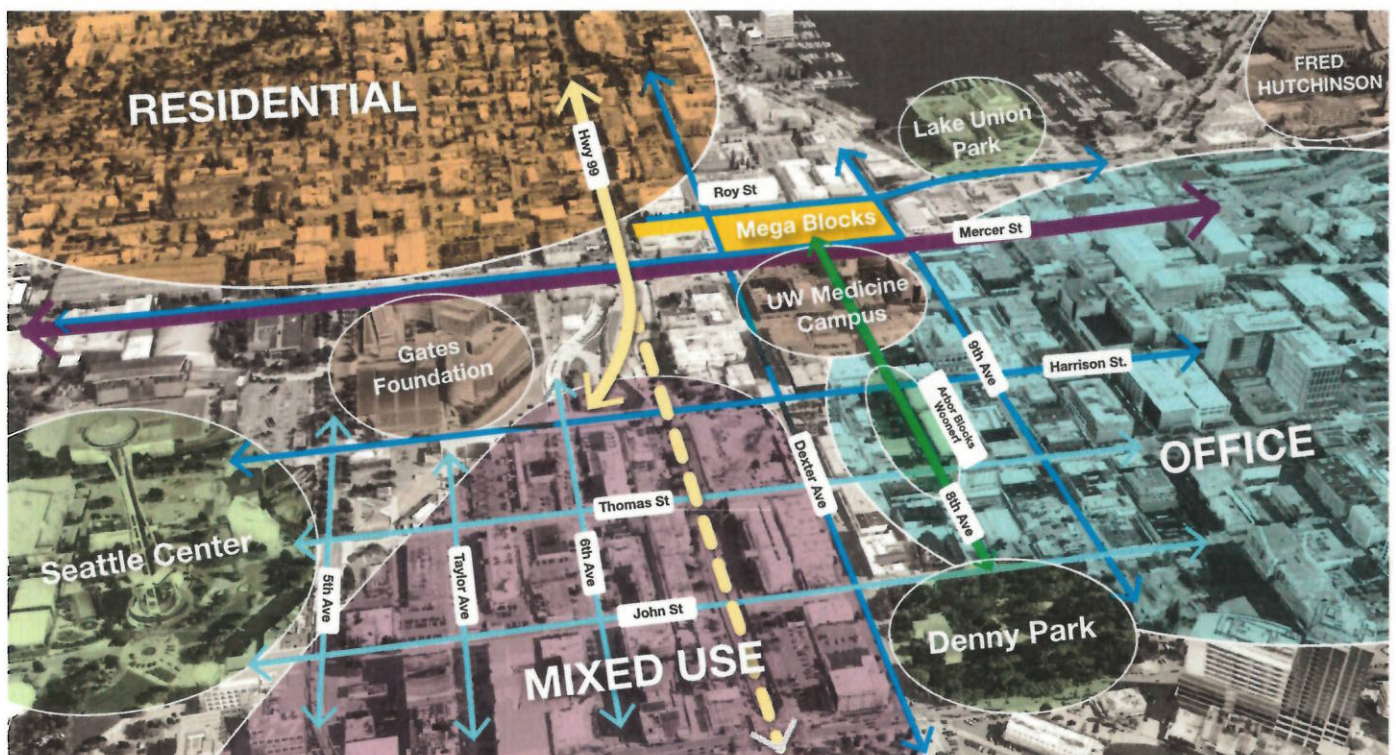 RESIDENTIAL
FRED
HUTCHINSON
Lake Union
Park
Hwy 99
Roy St
Mega Blocks
Mercer St
UW Medicine
Campus
Gates
Foundation
9th Ave
Harrison St.
Arbor Blocks
Woonerf
OFFICE
Dexter Ave
Thomas St
8th Ave
Seattle Center
5th Ave
Taylor Ave
6th Ave
John St
Denny Park
MIXED USE